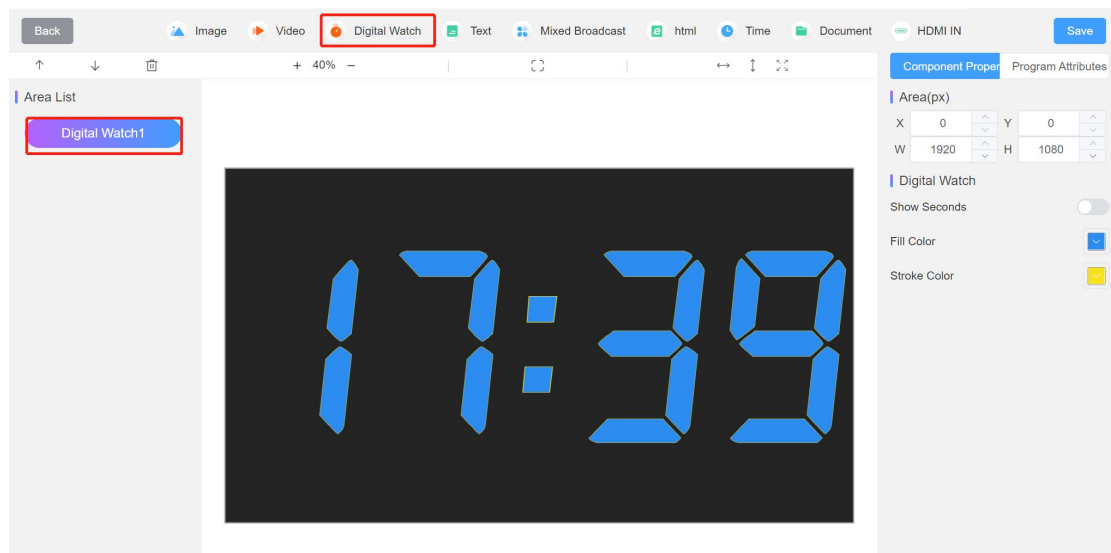 Back Image Video Digital Watch Text Mixed Broadcast html Time Document HDMI IN Save
+ 40% −
Component Proper Program Attributes
Area List
Digital Watch1
Area(px)
X 0 Y 0
W 1920 H 1080
Digital Watch
Show Seconds
Fill Color
Stroke Color
17:39